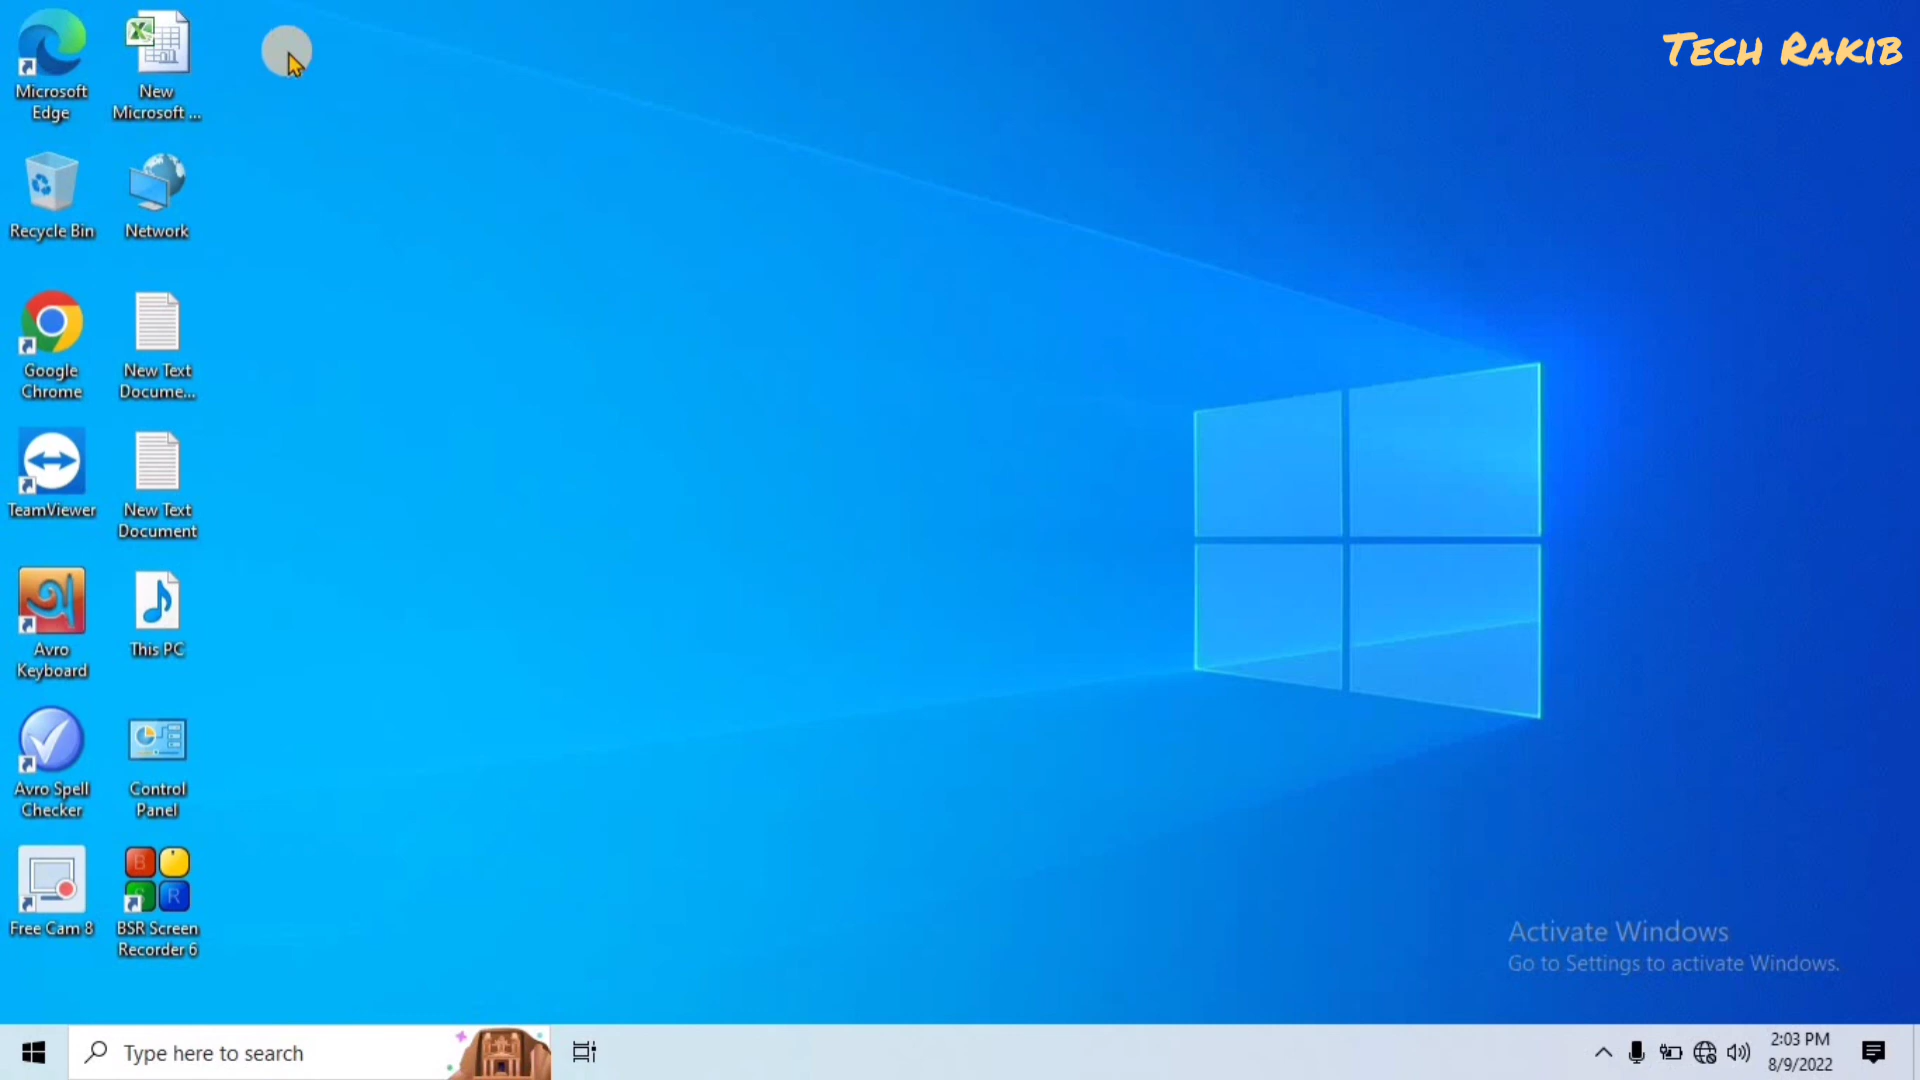 Tech Rakib
Microsoft
Edge
New
Microsoft ...
Recycle Bin
Network
Google
Chrome
New Text
Docume...
TeamViewer
New Text
Document
Avro
Keyboard
This PC
Avro Spell
Checker
Control
Panel
Free Cam 8
B
S R
BSR Screen
Recorder 6
Activate Windows
Go to Settings to activate Windows.
Type here to search
2:03 PM
8/9/2022